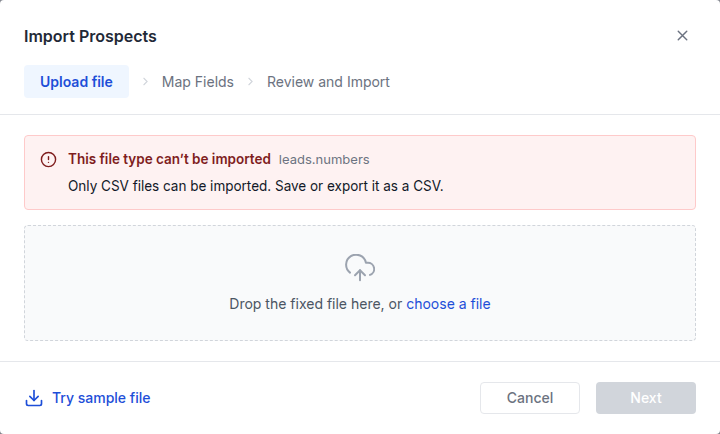 Import Prospects
Upload file
Map Fields
Review and Import
This file type can’t be imported leads.numbers
Only CSV files can be imported. Save or export it as a CSV.
Drop the fixed file here, or choose a file
Try sample file
Cancel
Next